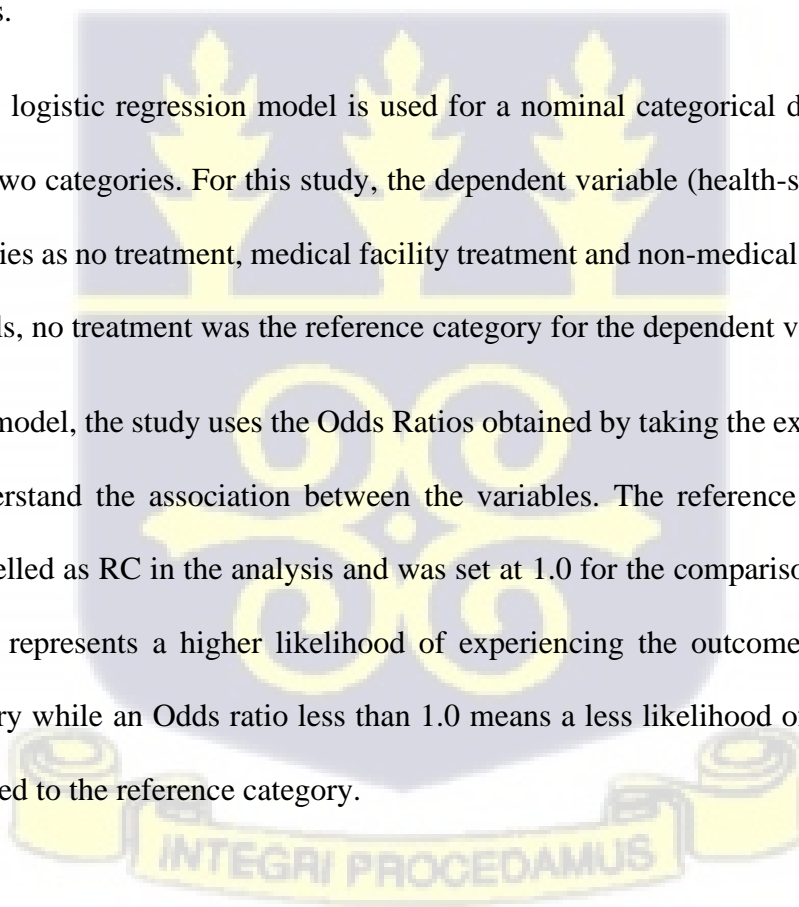 s.
logistic regression model is used for a nominal categorical d
two categories. For this study, the dependent variable (health-s
ies as no treatment, medical facility treatment and non-medical
ls, no treatment was the reference category for the dependent v
model, the study uses the Odds Ratios obtained by taking the ex
erstand the association between the variables. The reference
elled as RC in the analysis and was set at 1.0 for the compariso
represents a higher likelihood of experiencing the outcome
ry while an Odds ratio less than 1.0 means a less likelihood o
ed to the reference category.
INTEGRI PROCEDAMUS